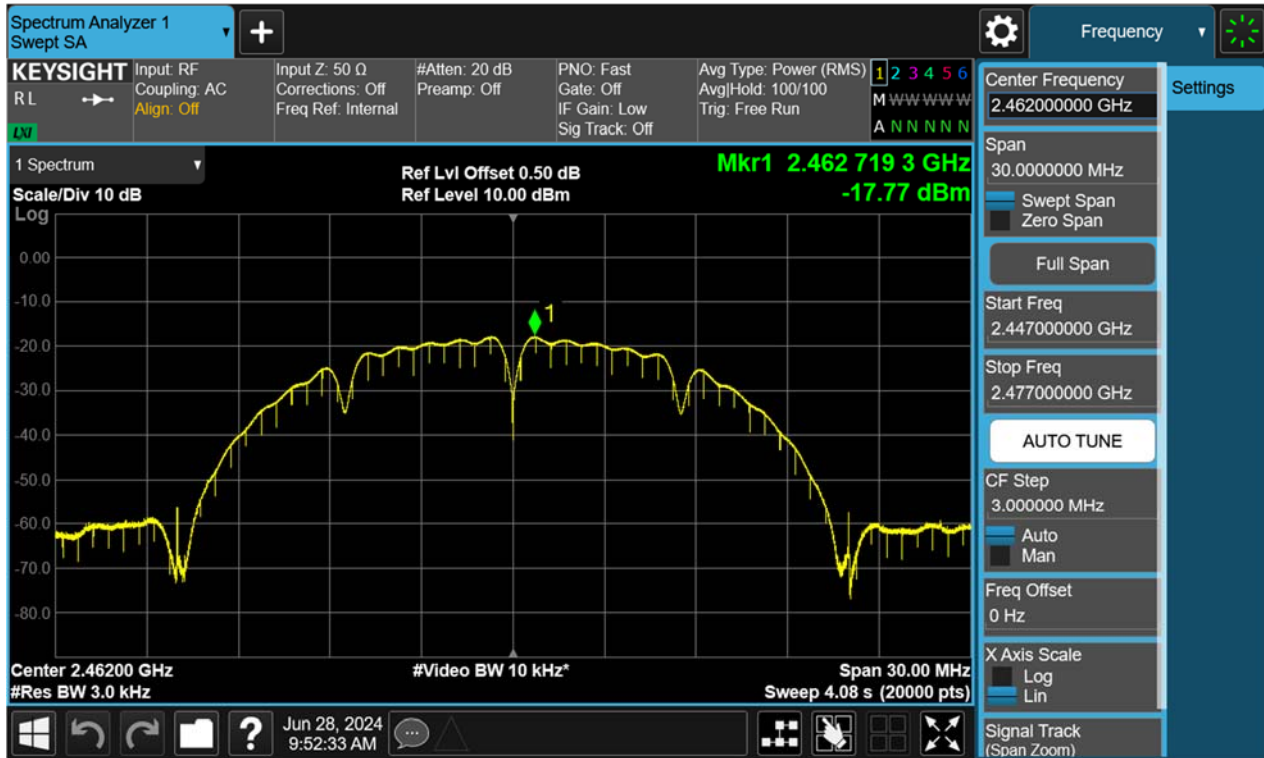 Spectrum Analyzer 1
Swept SA
Frequency
KEYSIGHT
R L
LXI
Input: RF
Coupling: AC
Align: Off
Input Z: 50 Ω
Corrections: Off
Freq Ref: Internal
#Atten: 20 dB
Preamp: Off
PNO: Fast
Gate: Off
IF Gain: Low
Sig Track: Off
Avg Type: Power (RMS)
Avg|Hold: 100/100
Trig: Free Run
1 2 3 4 5 6
M W W W W W
A N N N N N
1 Spectrum
Scale/Div 10 dB
Log
Ref Lvl Offset 0.50 dB
Ref Level 10.00 dBm
Mkr1 2.462 719 3 GHz
-17.77 dBm
0.00
-10.0
-20.0
-30.0
-40.0
-50.0
-60.0
-70.0
-80.0
1
Center 2.46200 GHz
#Res BW 3.0 kHz
#Video BW 10 kHz*
Span 30.00 MHz
Sweep 4.08 s (20000 pts)
?
Jun 28, 2024
9:52:33 AM
Center Frequency
2.462000000 GHz
Span
30.0000000 MHz
Swept Span
Zero Span
Full Span
Start Freq
2.447000000 GHz
Stop Freq
2.477000000 GHz
AUTO TUNE
CF Step
3.000000 MHz
Auto
Man
Freq Offset
0 Hz
X Axis Scale
Log
Lin
Signal Track
(Span Zoom)
Settings